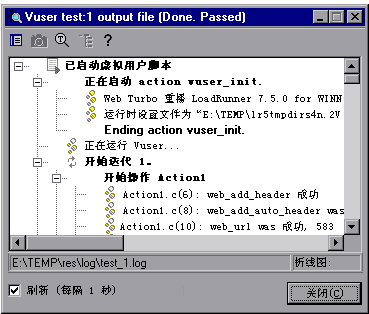 Vuser test:1 output file (Done. Passed)
已启动虚拟用户脚本
正在启动 action vuser_init.
Web Turbo 重播 LoadRunner 7.5.0 for WINN
运行时设置文件为 "E:\TEMP\lr5tmpdirs4n.2V
Ending action vuser_init.
正在运行 Vuser...
开始迭代 1。
开始操作 Action1
Action1.c(6): web_add_header 成功
Action1.c(8): web_add_auto_header was
Action1.c(10): web_url was 成功, 583
E:\TEMP\res\log\test_1.log
折线图:
刷新 (每隔 1 秒)
关闭(C)